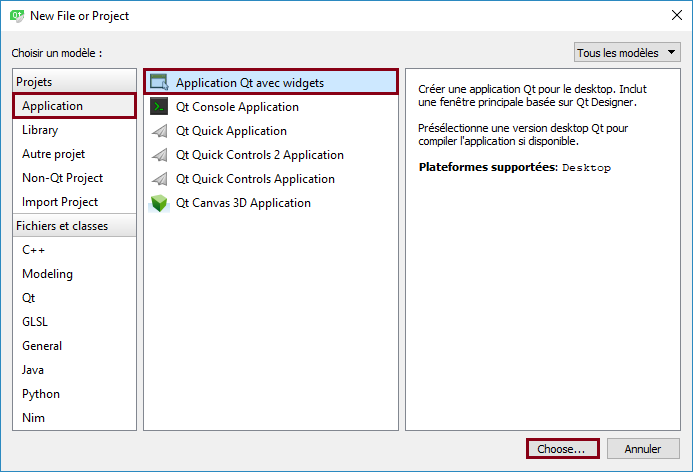 New File or Project
Choisir un modèle :
Tous les modèles
Projets
Application
Library
Autre projet
Non-Qt Project
Import Project
Fichiers et classes
C++
Modeling
Qt
GLSL
General
Java
Python
Nim
Application Qt avec widgets
Qt Console Application
Qt Quick Application
Qt Quick Controls 2 Application
Qt Quick Controls Application
Qt Canvas 3D Application
Créer une application Qt pour le desktop. Inclut
une fenêtre principale basée sur Qt Designer.
Présélectionne une version desktop Qt pour
compiler l'application si disponible.
Plateformes supportées: Desktop
Choose...
Annuler